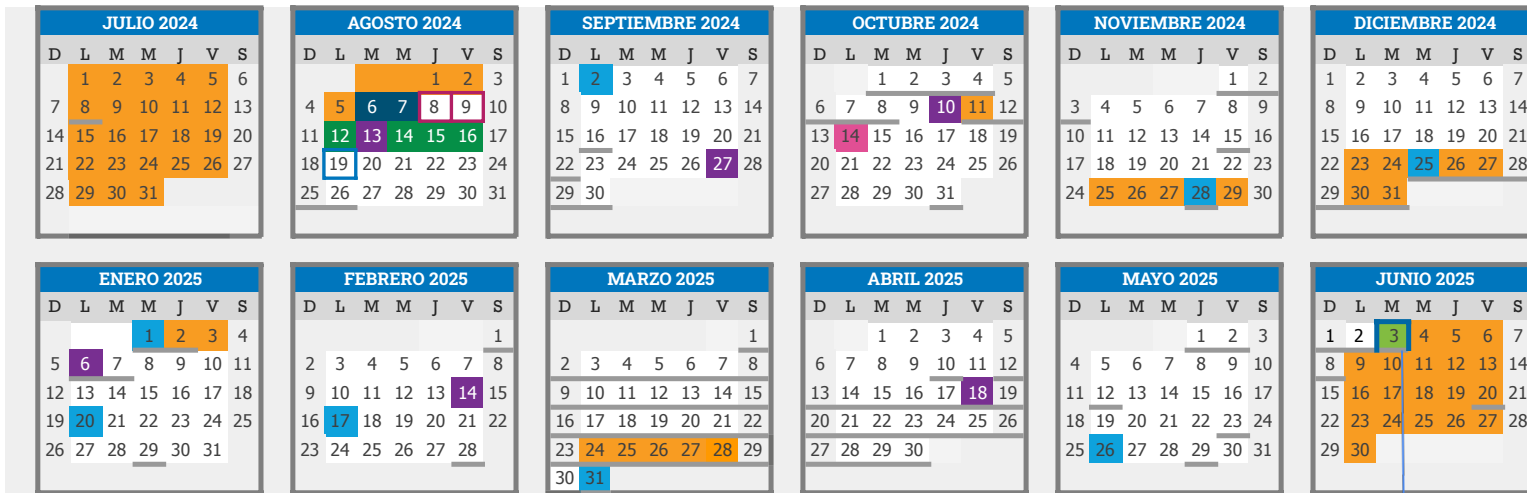 JULIO 2024
D L M M J V S
1 2 3 4 5 6
7 8 9 10 11 12 13
14 15 16 17 18 19 20
21 22 23 24 25 26 27
28 29 30 31
AGOSTO 2024
D L M M J V S
1 2 3
4 5 6 7 8 9 10
11 12 13 14 15 16 17
18 19 20 21 22 23 24
25 26 27 28 29 30 31
SEPTIEMBRE 2024
D L M M J V S
1 2 3 4 5 6 7
8 9 10 11 12 13 14
15 16 17 18 19 20 21
22 23 24 25 26 27 28
29 30
OCTUBRE 2024
D L M M J V S
1 2 3 4 5
6 7 8 9 10 11 12
13 14 15 16 17 18 19
20 21 22 23 24 25 26
27 28 29 30 31
NOVIEMBRE 2024
D L M M J V S
1 2
3 4 5 6 7 8 9
10 11 12 13 14 15 16
17 18 19 20 21 22 23
24 25 26 27 28 29 30
DICIEMBRE 2024
D L M M J V S
1 2 3 4 5 6 7
8 9 10 11 12 13 14
15 16 17 18 19 20 21
22 23 24 25 26 27 28
29 30 31
ENERO 2025
D L M M J V S
1 2 3 4
5 6 7 8 9 10 11
12 13 14 15 16 17 18
19 20 21 22 23 24 25
26 27 28 29 30 31
FEBRERO 2025
D L M M J V S
1
2 3 4 5 6 7 8
9 10 11 12 13 14 15
16 17 18 19 20 21 22
23 24 25 26 27 28
MARZO 2025
D L M M J V S
1
2 3 4 5 6 7 8
9 10 11 12 13 14 15
16 17 18 19 20 21 22
23 24 25 26 27 28 29
30 31
ABRIL 2025
D L M M J V S
1 2 3 4 5
6 7 8 9 10 11 12
13 14 15 16 17 18 19
20 21 22 23 24 25 26
27 28 29 30
MAYO 2025
D L M M J V S
1 2 3
4 5 6 7 8 9 10
11 12 13 14 15 16 17
18 19 20 21 22 23 24
25 26 27 28 29 30 31
JUNIO 2025
D L M M J V S
1 2 3 4 5 6 7
8 9 10 11 12 13 14
15 16 17 18 19 20 21
22 23 24 25 26 27 28
29 30